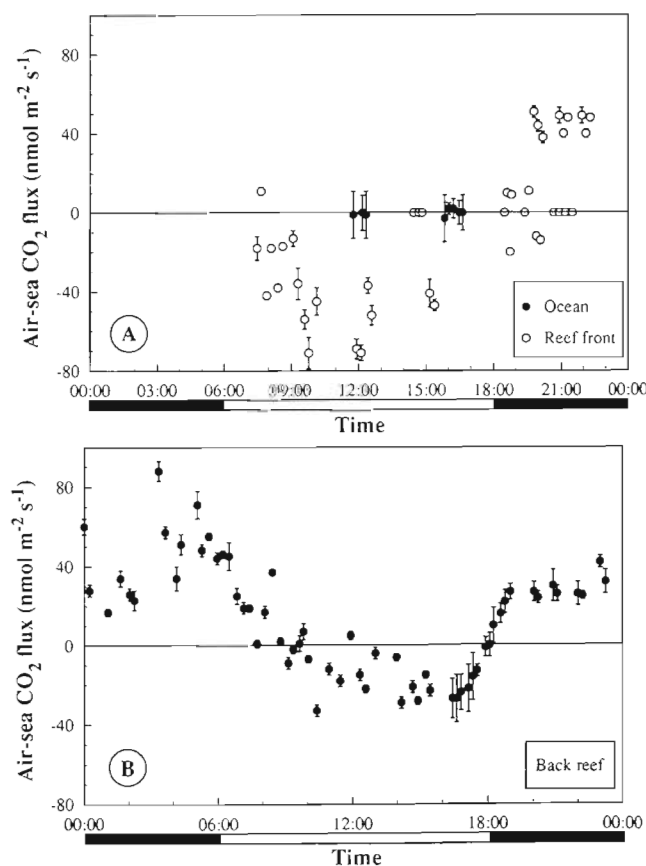 80
40
0
-40
-80
Air-sea CO2 flux (nmol m-2 s-1)
A
Ocean
Reef front
00:00 03:00 06:00 09:00 12:00 15:00 18:00 21:00 00:00
Time
80
40
0
-40
-80
Air-sea CO2 flux (nmol m-2 s-1)
B
Back reef
00:00 06:00 12:00 18:00 00:00
Time